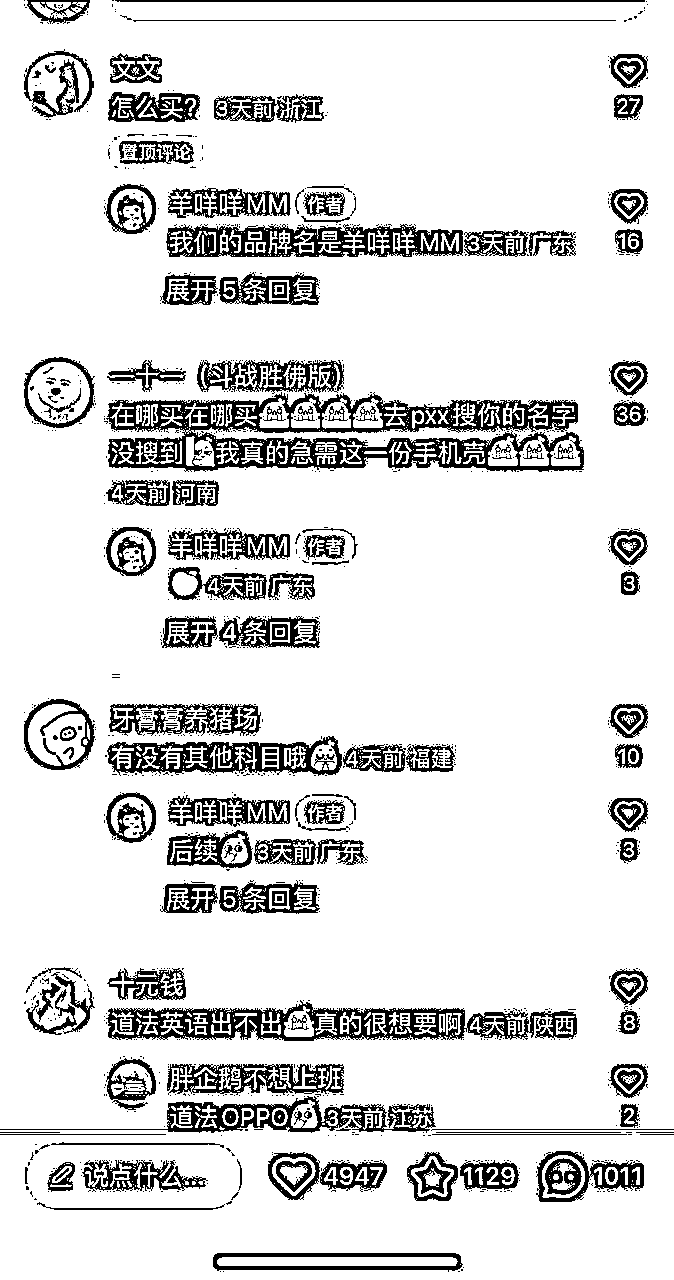 文文
怎么买? 3天前 浙江
27
置顶评论
羊咩咩MM 作者
我们的品牌名是羊咩咩MM 3天前 广东
16
展开 5 条回复
一十一（斗战胜佛版）
在哪买在哪买去pxx搜你的名字
36
没搜到我真的急需这一份手机壳
4天前 河南
羊咩咩MM 作者
4天前 广东
3
展开 4 条回复
牙膏膏养猪场
有没有其他科目哦 4天前 福建
10
羊咩咩MM 作者
后续 3天前 广东
3
展开 5 条回复
十元钱
道法英语出不出真的很想要啊 4天前 陕西
8
胖企鹅不想上班
道法OPPO 3天前 江苏
2
说点什么... 4947 1129 1011